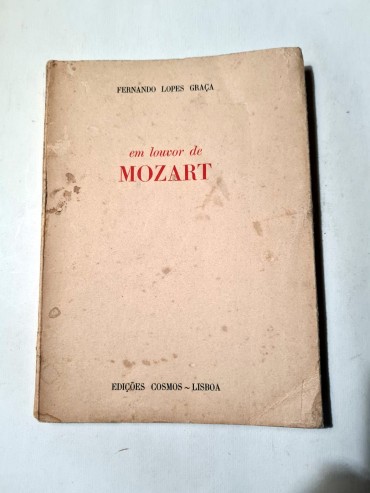 FERNANDO LOPES GRAÇA
em louvor de
MOZART
EDIÇÕES COSMOS ~ LISBOA